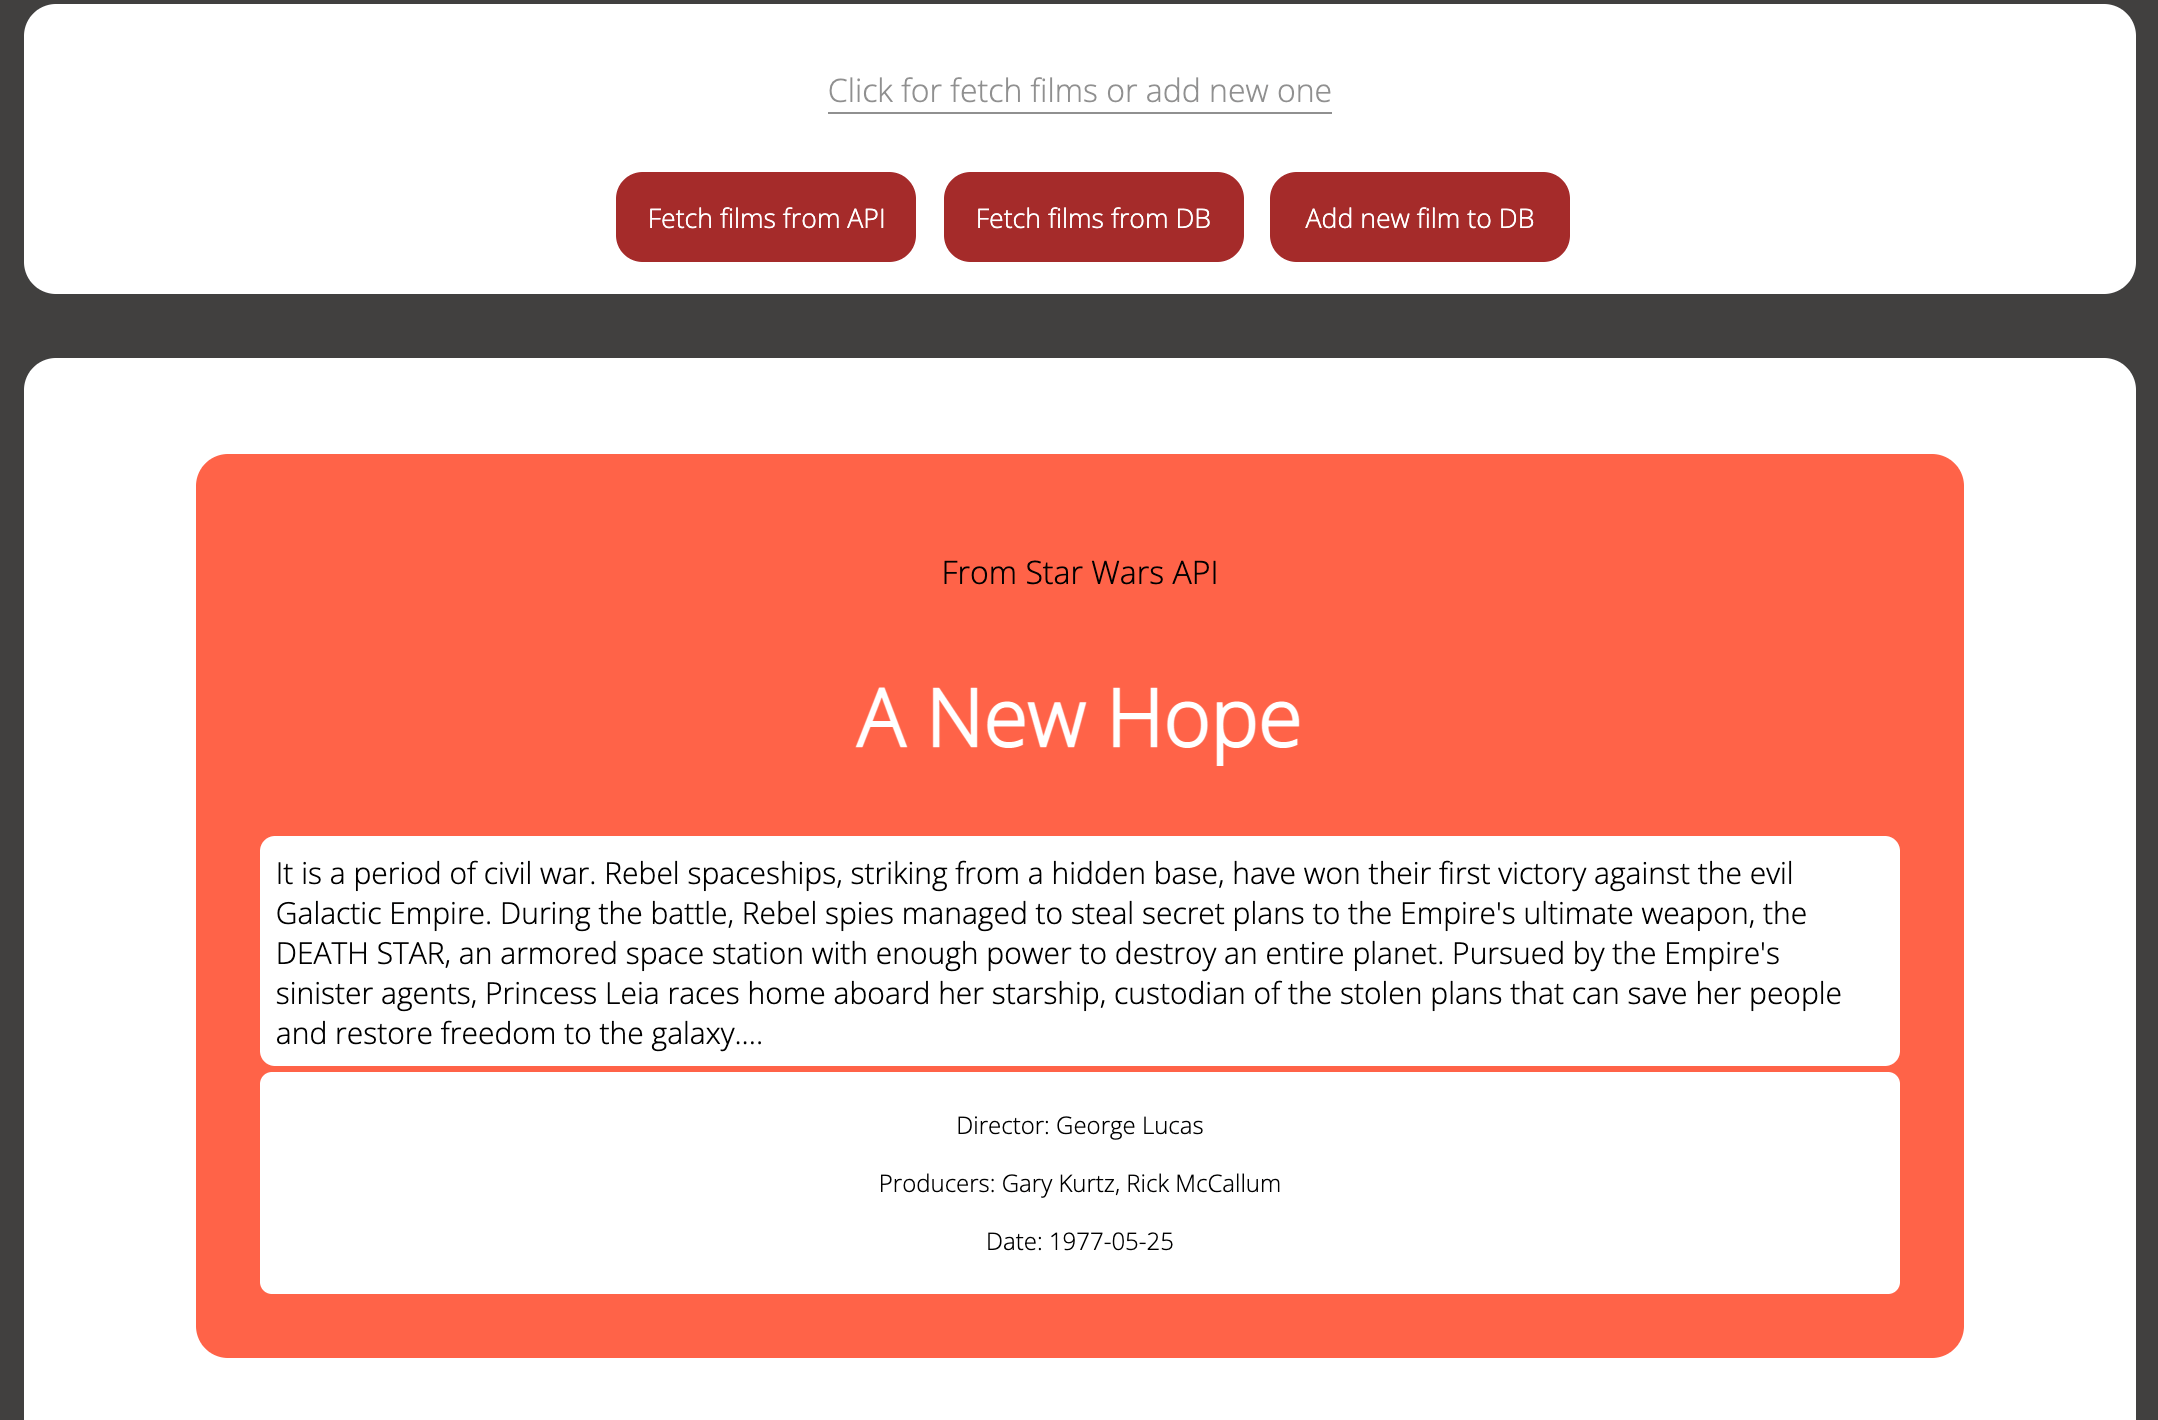 Click for fetch films or add new one
Fetch films from API
Fetch films from DB
Add new film to DB
From Star Wars API
A New Hope
It is a period of civil war. Rebel spaceships, striking from a hidden base, have won their first victory against the evil
Galactic Empire. During the battle, Rebel spies managed to steal secret plans to the Empire's ultimate weapon, the
DEATH STAR, an armored space station with enough power to destroy an entire planet. Pursued by the Empire's
sinister agents, Princess Leia races home aboard her starship, custodian of the stolen plans that can save her people
and restore freedom to the galaxy....
Director: George Lucas
Producers: Gary Kurtz, Rick McCallum
Date: 1977-05-25